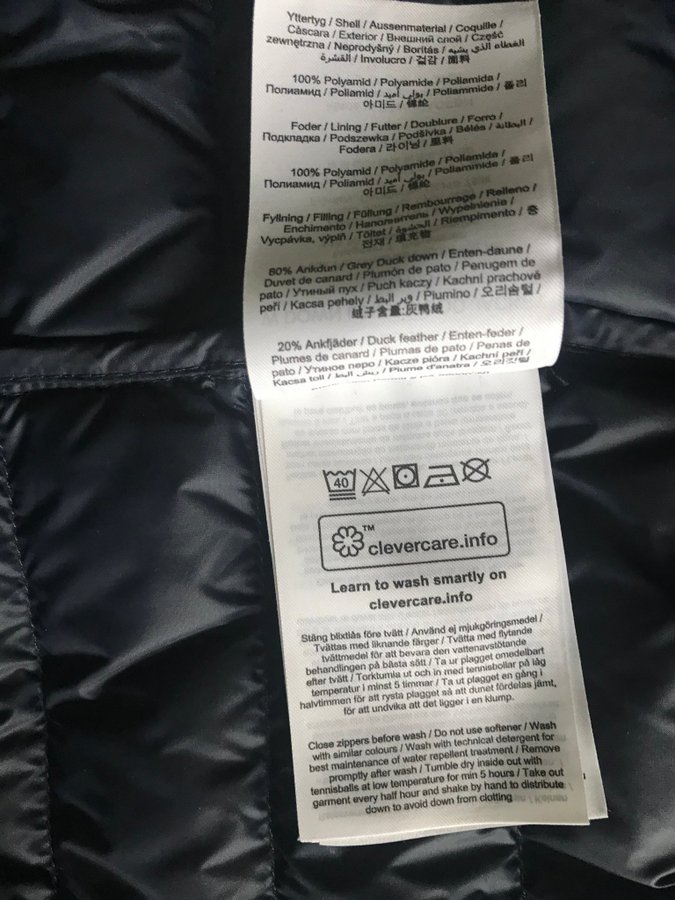 Yttertyg / Shell / Aussenmaterial / Coquille /
Cáscara / Exterior / Внешний слой / Część
zewnętrzna / Neprodyšný / Borítás / الغطاء الذي يشبه
القشرة / Involucro / 겉감 / 面料
100% Polyamid / Polyamide / Poliamida /
Полиамид / Poliamid / بولي أميد / Poliammide / 폴리
아미드 / 锦纶
Foder / Lining / Futter / Doublure / Forro /
Подкладка / Podszewka / Podšívka / Bélés / البطانة /
Fodera / 라이닝 / 里料
100% Polyamid / Polyamide / Poliamida /
Полиамид / Poliamid / بولي أميد / Poliammide / 폴리
아미드 / 锦纶
Fyllning / Filling / Füllung / Rembourrage / Relleno /
Enchimento / Наполнитель / Wypełnienie /
Vycpávka, výplň / Töltet / الحشوة / Riempimento / 충
전재 / 填充物
80% Ankdun / Grey Duck down / Enten-daune /
Duvet de canard / Plumón de pato / Penugem de
pato / Утиный пух / Puch kaczy / Kachní prachové
peří / Kacsa pehely / وبر البط / Piumino / 오리솜털 /
绒子含量:灰鸭绒
20% Ankfjäder / Duck feather / Enten-feder /
Plumes de canard / Plumas de pato / Penas de
pato / Утиное перо / Kacze pióra / Kachní peří /
Kacsa toll / ريش البط / Piume d'anatra / 오리깃털
40
™
clevercare.info
Learn to wash smartly on
clevercare.info
Stäng blixtlås före tvätt / Använd ej mjukgöringsmedel /
Tvättas med liknande färger / Tvätta med flytande
tvättmedel för att bevara den vattenavstötande
behandlingen på bästa sätt / Ta ur plagget omedelbart
efter tvätt / Torktumla ut och in med tennisbollar på låg
temperatur i minst 5 timmar / Ta ut plagget en gång i
halvtimmen för att rysta plagget så att dunet fördelas jämt,
för att undvika att det ligger i en klump.
Close zippers before wash / Do not use softener / Wash
with similar colours / Wash with technical detergent for
best maintenance of water repellent treatment / Remove
promptly after wash / Tumble dry inside out with
tennisballs at low temperature for min 5 hours / Take out
garment every half hour and shake by hand to distribute
down to avoid down from clotting